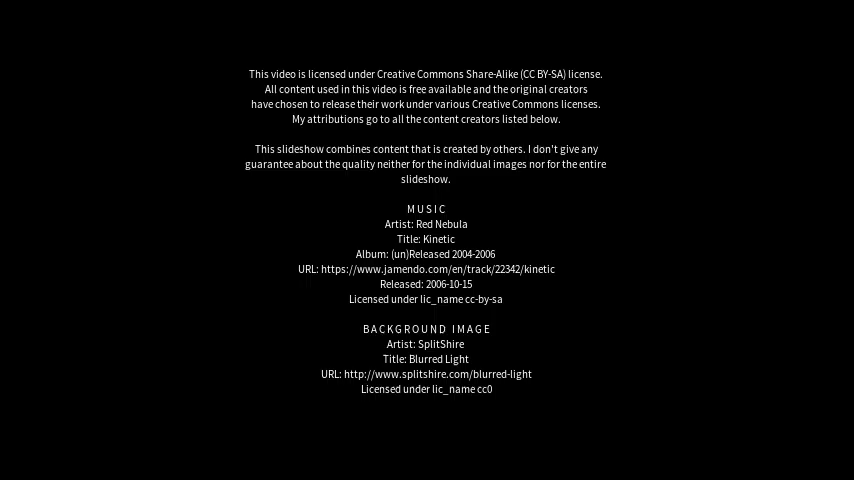 This video is licensed under Creative Commons Share-Alike (CC BY-SA) license.
All content used in this video is free available and the original creators
have chosen to release their work under various Creative Commons licenses.
My attributions go to all the content creators listed below.
This slideshow combines content that is created by others. I don't give any
guarantee about the quality neither for the individual images nor for the entire
slideshow.
MUSIC
Artist: Red Nebula
Title: Kinetic
Album: (un)Released 2004-2006
URL: https://www.jamendo.com/en/track/22342/kinetic
Released: 2006-10-15
Licensed under lic_name cc-by-sa
BACKGROUND IMAGE
Artist: SplitShire
Title: Blurred Light
URL: http://www.splitshire.com/blurred-light
Licensed under lic_name cc0